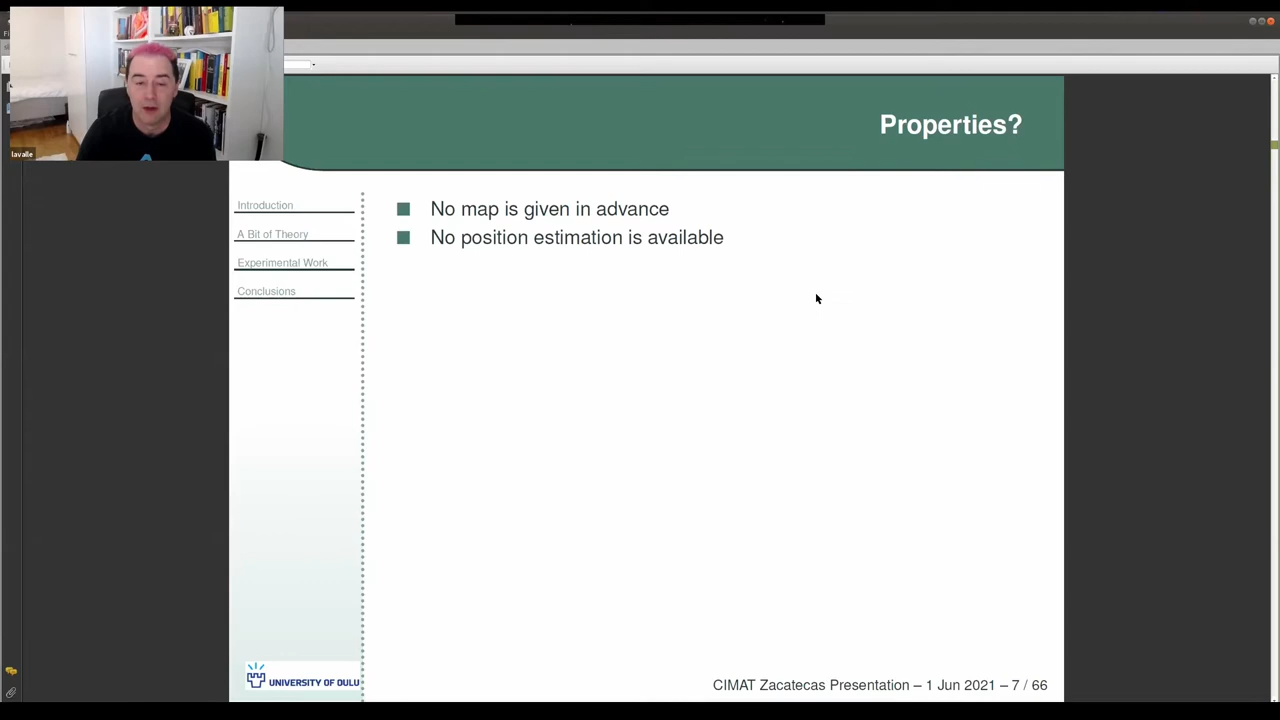 lavalle
Properties?
Introduction
A Bit of Theory
Experimental Work
Conclusions
No map is given in advance
No position estimation is available
UNIVERSITY OF OULU
CIMAT Zacatecas Presentation – 1 Jun 2021 – 7 / 66